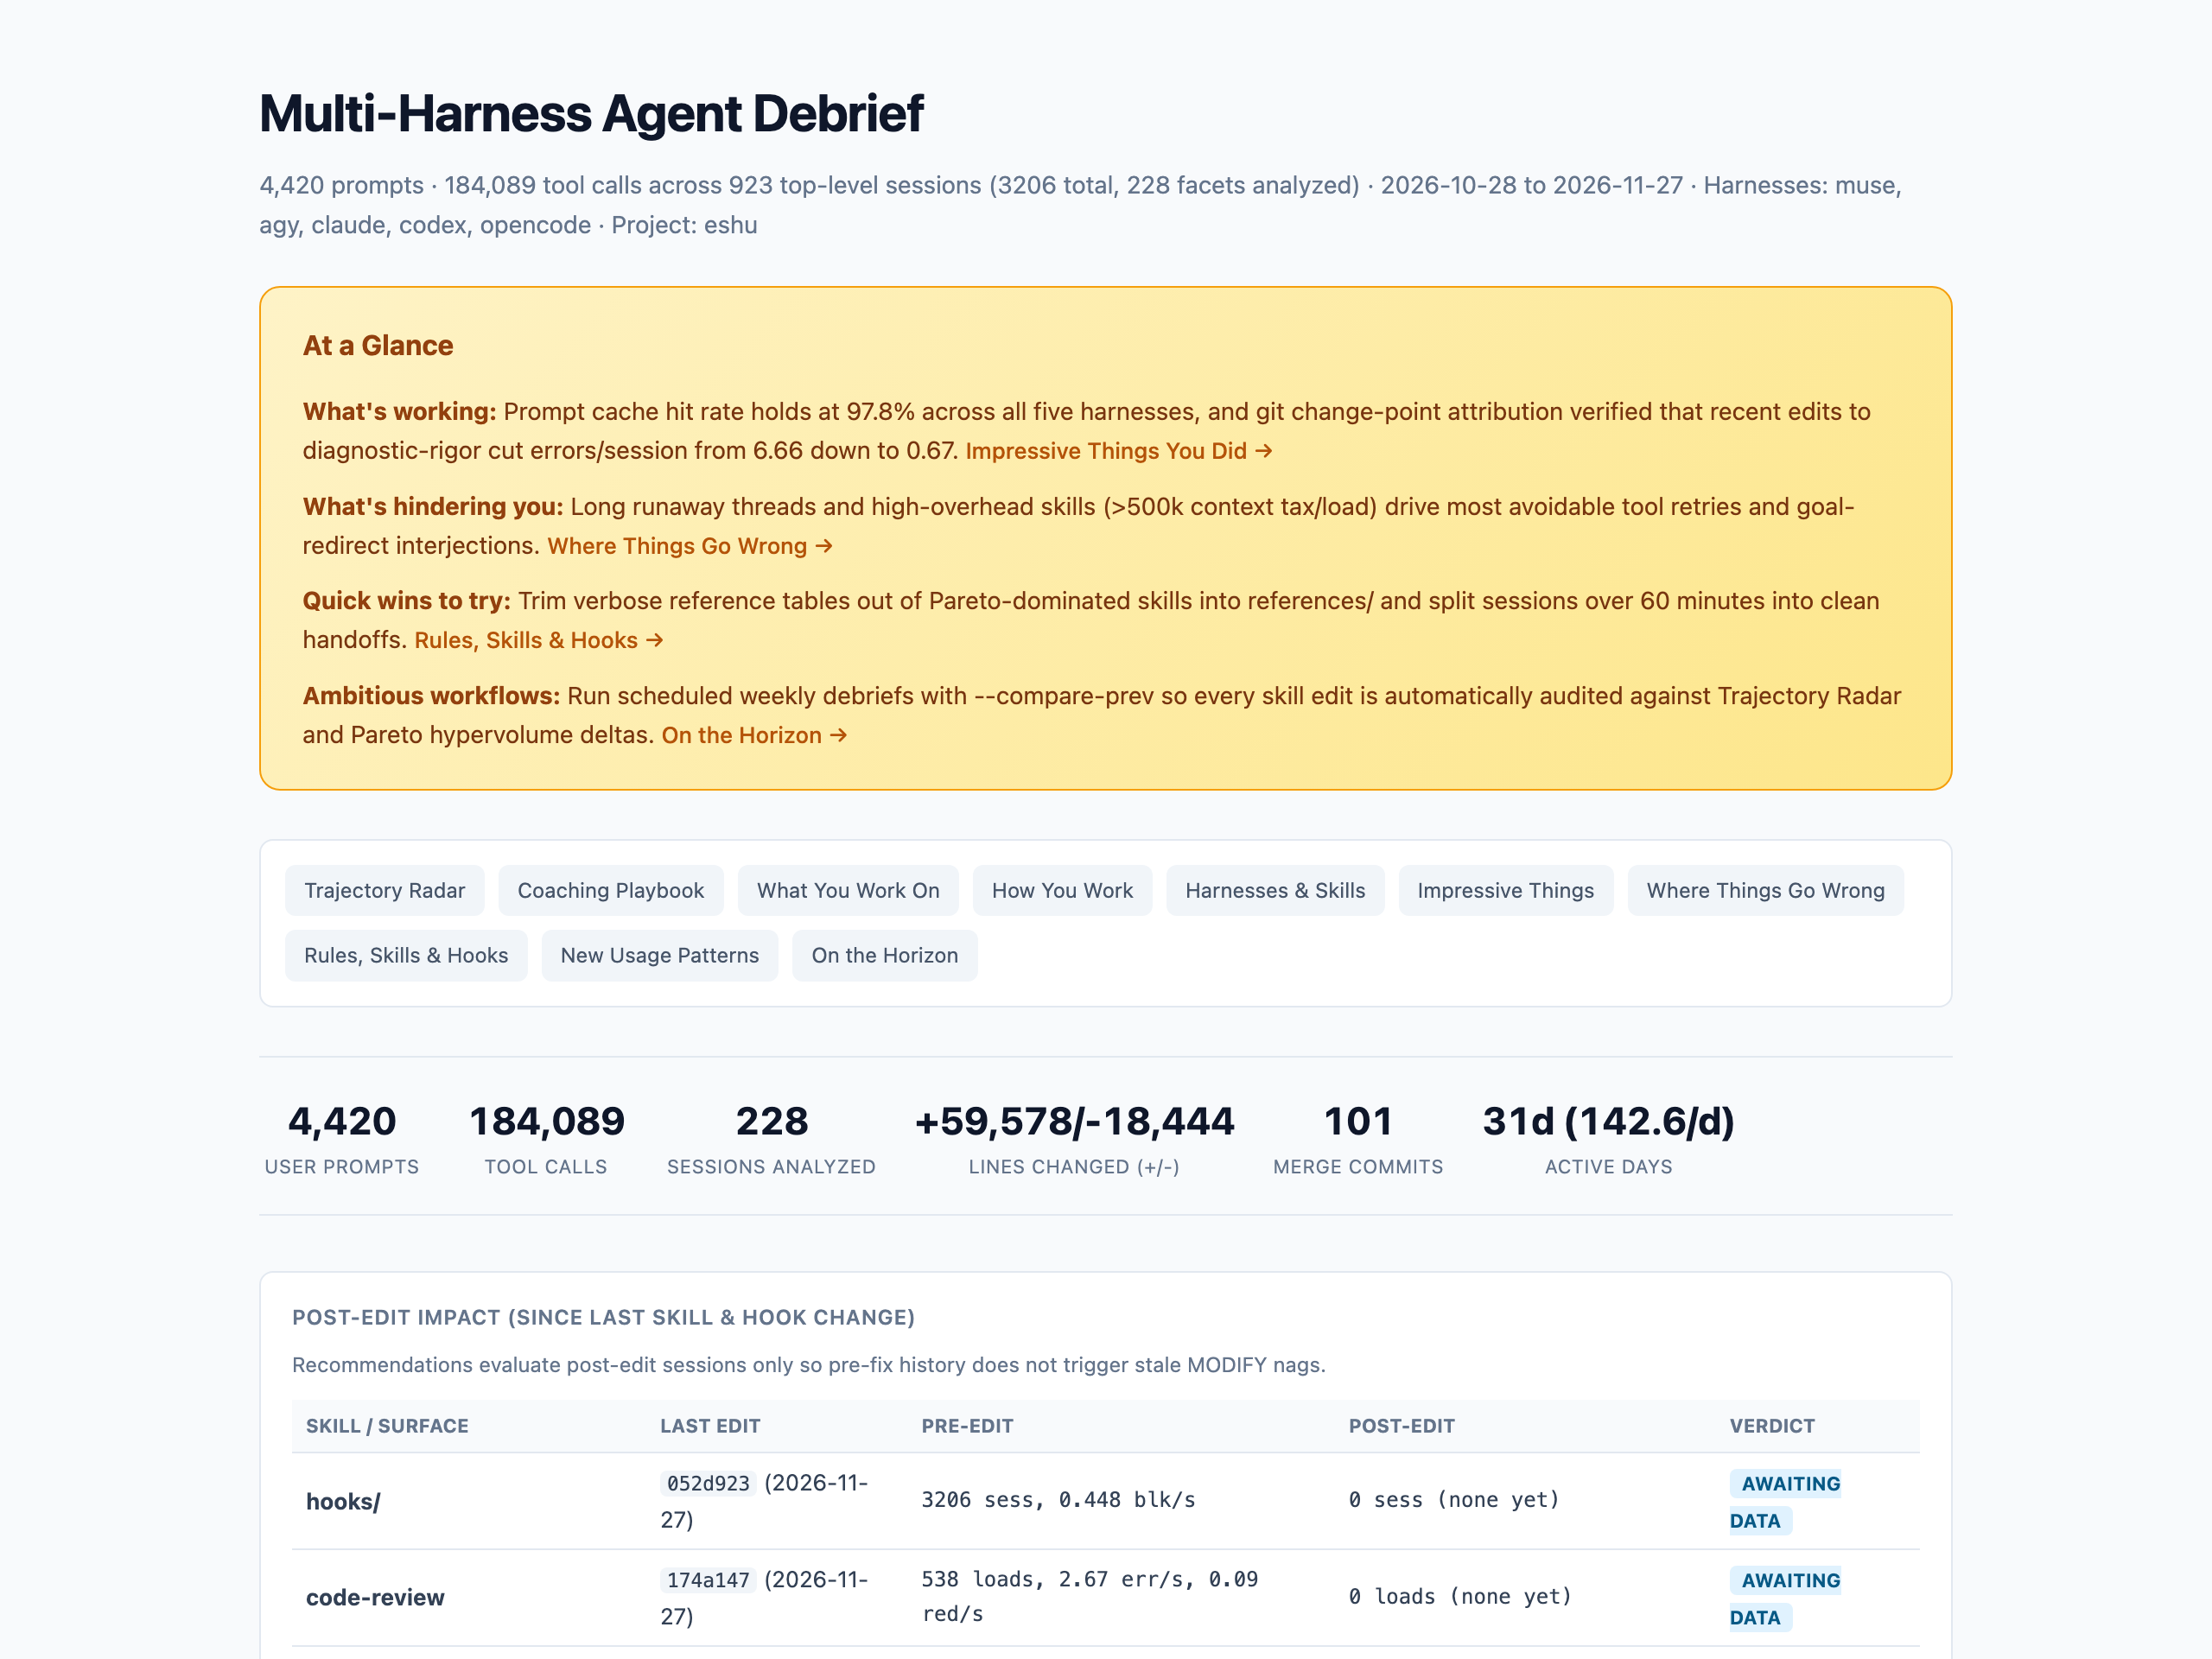 Multi-Harness Agent Debrief
4,420 prompts · 184,089 tool calls across 923 top-level sessions (3206 total, 228 facets analyzed) · 2026-10-28 to 2026-11-27 · Harnesses: muse,
agy, claude, codex, opencode · Project: eshu
At a Glance
What's working: Prompt cache hit rate holds at 97.8% across all five harnesses, and git change-point attribution verified that recent edits to
diagnostic-rigor cut errors/session from 6.66 down to 0.67. Impressive Things You Did →
What's hindering you: Long runaway threads and high-overhead skills (>500k context tax/load) drive most avoidable tool retries and goal-
redirect interjections. Where Things Go Wrong →
Quick wins to try: Trim verbose reference tables out of Pareto-dominated skills into references/ and split sessions over 60 minutes into clean
handoffs. Rules, Skills & Hooks →
Ambitious workflows: Run scheduled weekly debriefs with --compare-prev so every skill edit is automatically audited against Trajectory Radar
and Pareto hypervolume deltas. On the Horizon →
Trajectory Radar Coaching Playbook What You Work On How You Work Harnesses & Skills Impressive Things Where Things Go Wrong
Rules, Skills & Hooks New Usage Patterns On the Horizon
4,420 184,089 228 +59,578/-18,444 101 31d (142.6/d)
USER PROMPTS TOOL CALLS SESSIONS ANALYZED LINES CHANGED (+/-) MERGE COMMITS ACTIVE DAYS
POST-EDIT IMPACT (SINCE LAST SKILL & HOOK CHANGE)
Recommendations evaluate post-edit sessions only so pre-fix history does not trigger stale MODIFY nags.
SKILL / SURFACE LAST EDIT PRE-EDIT POST-EDIT VERDICT
hooks/ 052d923 (2026-11-
27) 3206 sess, 0.448 blk/s 0 sess (none yet) AWAITING
DATA
code-review 174a147 (2026-11-
27) 538 loads, 2.67 err/s, 0.09
red/s 0 loads (none yet) AWAITING
DATA